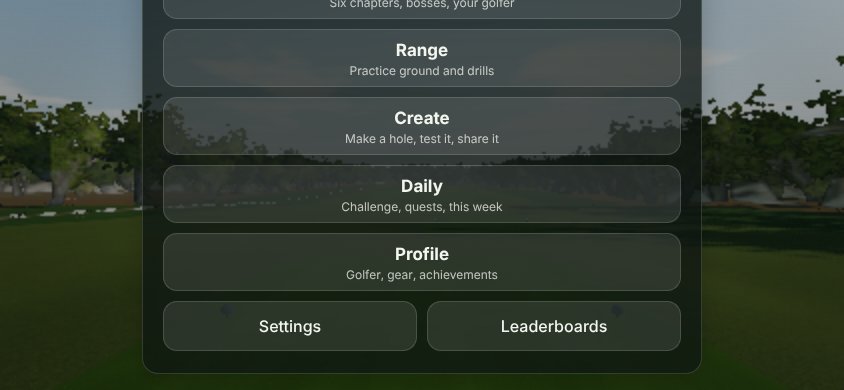 Six chapters, bosses, your golfer
Range
Practice ground and drills
Create
Make a hole, test it, share it
Daily
Challenge, quests, this week
Profile
Golfer, gear, achievements
Settings
Leaderboards